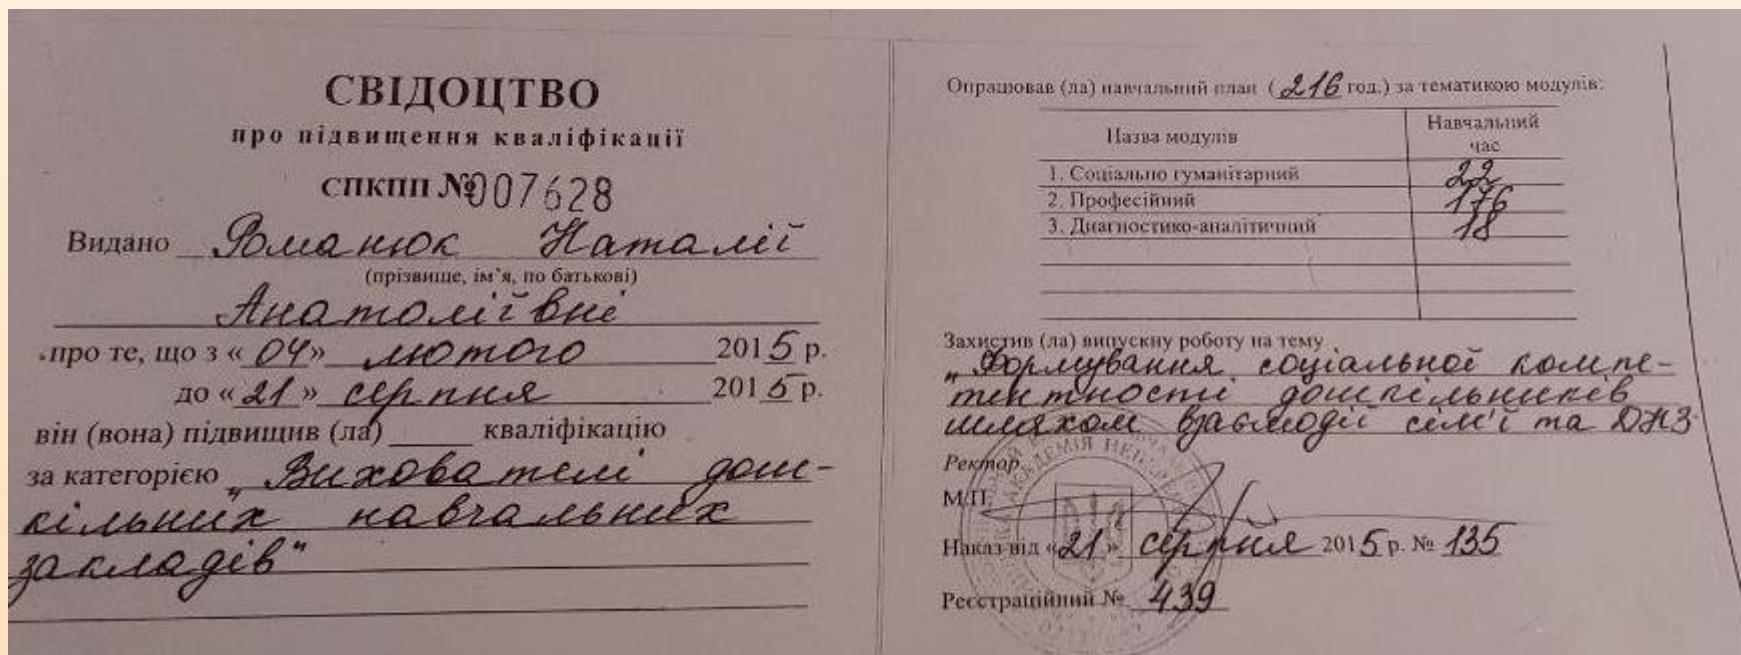 СВІДОЦТВО
про підвищення кваліфікації
СПКПП №007628
Видано Романюк Наталії
(прізвище, ім’я, по батькові)
Анатоліївні
про те, що з «04» лютого 2015 р.
до «21» серпня 2015 р.
він (вона) підвищив (ла) ____ кваліфікацію
за категорією „Вихователі дош-
кільних навчальних
закладів“
Опрацював (ла) навчальний план (216 год.) за тематикою модулів:
Назва модулів Навчальний час
1. Соціально гуманітарний 22
2. Професійний 176
3. Диагностико-аналітичний 18
Захистив (ла) випускну роботу на тему
„Формування соціальної компе-
тентності дошкільників
шляхом взаємодії сім'ї та ДНЗ
Ректор
М.П.
Наказ від «21» серпня 2015 р. № 135
Реєстраційний № 439